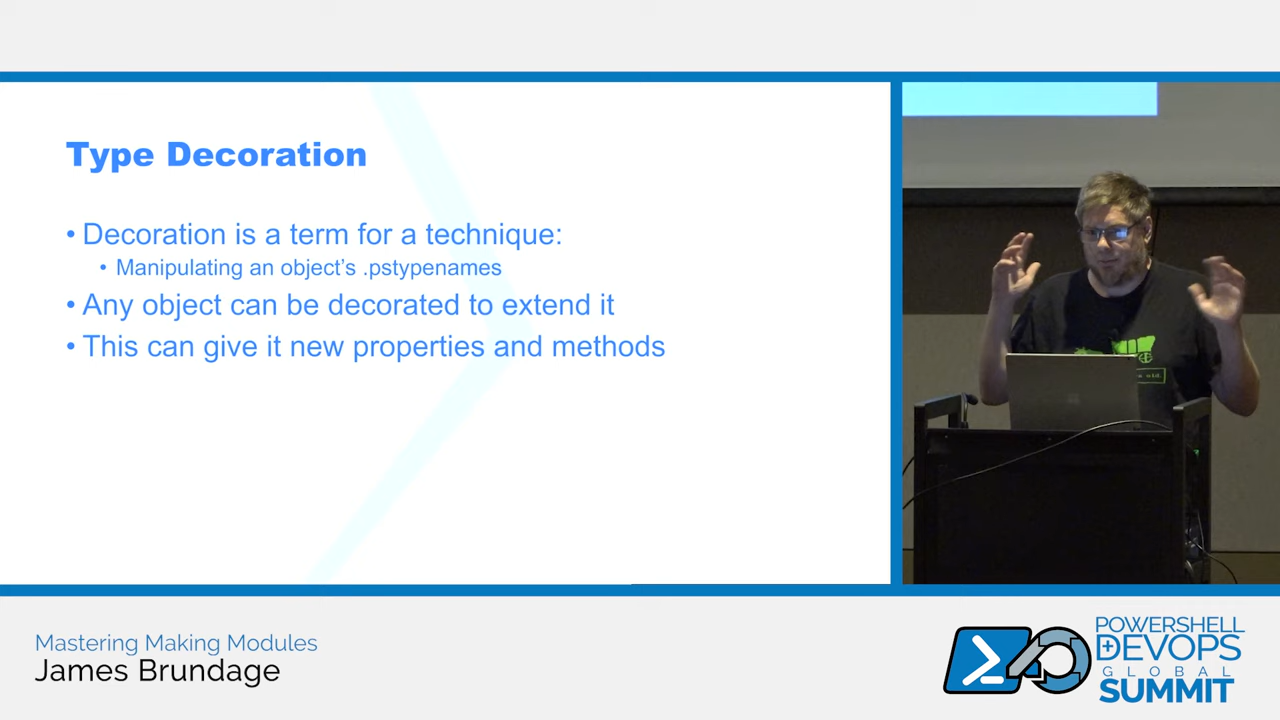 Type Decoration
• Decoration is a term for a technique:
• Manipulating an object's .pstypenames
• Any object can be decorated to extend it
• This can give it new properties and methods
Mastering Making Modules
James Brundage
POWERSHELL
DEVOPS
GLOBAL
SUMMIT